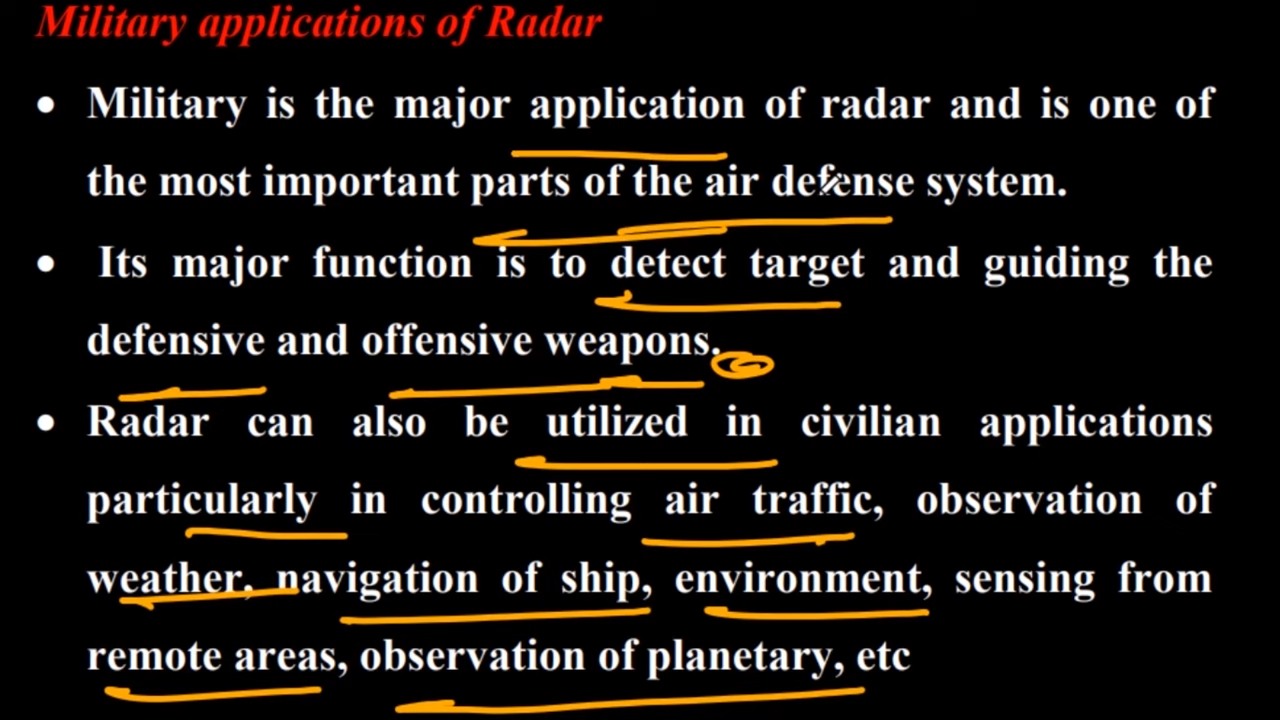 Military applications of Radar
• Military is the major application of radar and is one of
the most important parts of the air defense system.
• Its major function is to detect target and guiding the
defensive and offensive weapons.
• Radar can also be utilized in civilian applications
particularly in controlling air traffic, observation of
weather, navigation of ship, environment, sensing from
remote areas, observation of planetary, etc